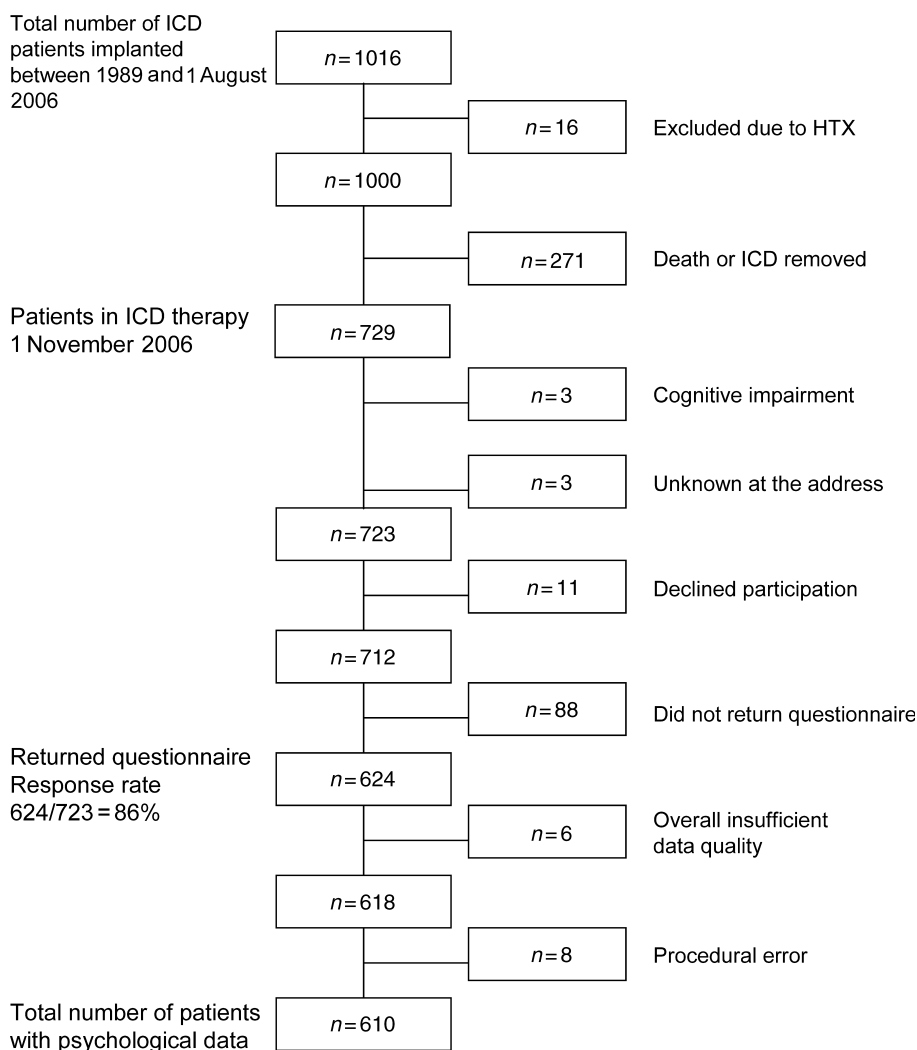 Total number of ICD
patients implanted
between 1989 and 1 August
2006
n=1016
n=16
Excluded due to HTX
n=1000
n=271
Death or ICD removed
Patients in ICD therapy
1 November 2006
n=729
n=3
Cognitive impairment
n=3
Unknown at the address
n=723
n=11
Declined participation
n=712
n=88
Did not return questionnaire
Returned questionnaire
Response rate
624/723=86%
n=624
n=6
Overall insufficient
data quality
n=618
n=8
Procedural error
Total number of patients
with psychological data
n=610